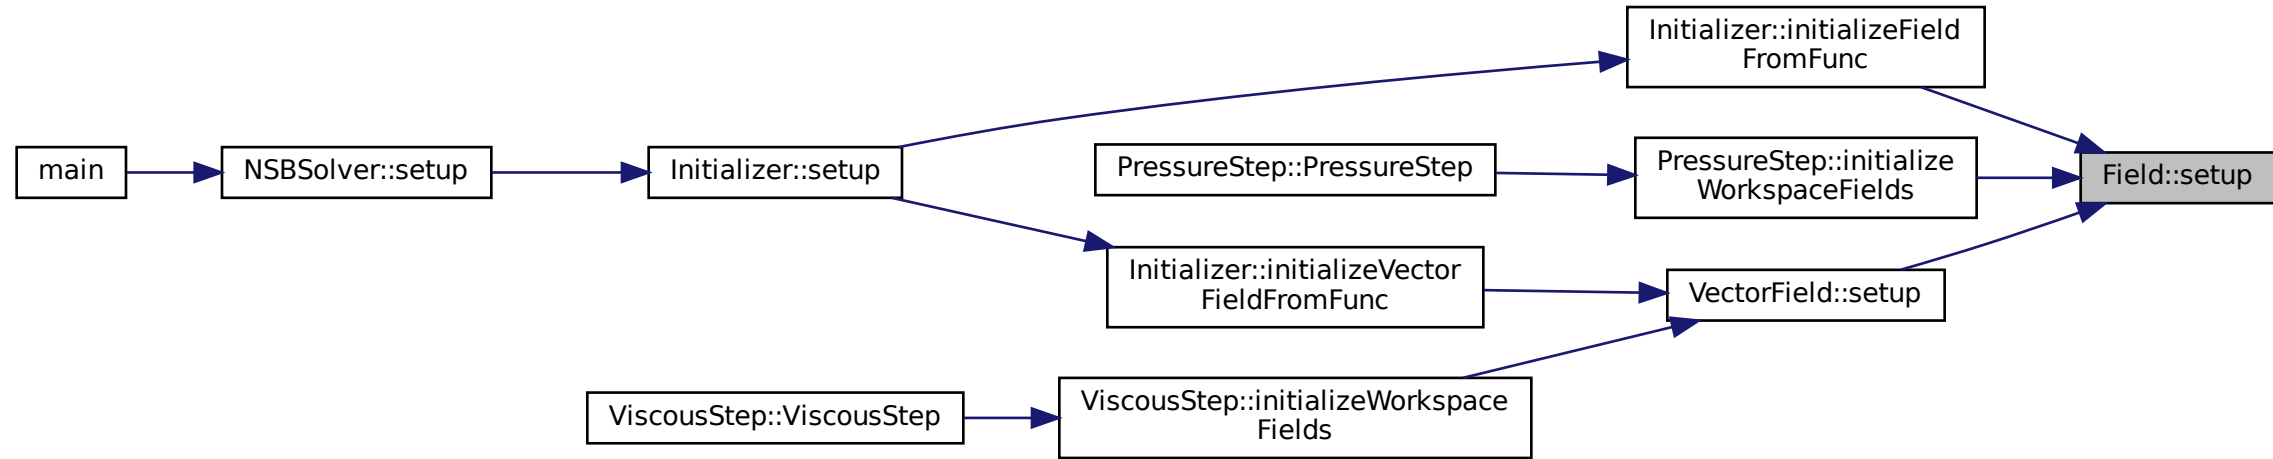 Initializer::initializeField
FromFunc
main
NSBSolver::setup
Initializer::setup
PressureStep::PressureStep
PressureStep::initialize
WorkspaceFields
Field::setup
Initializer::initializeVector
FieldFromFunc
VectorField::setup
ViscousStep::ViscousStep
ViscousStep::initializeWorkspace
Fields